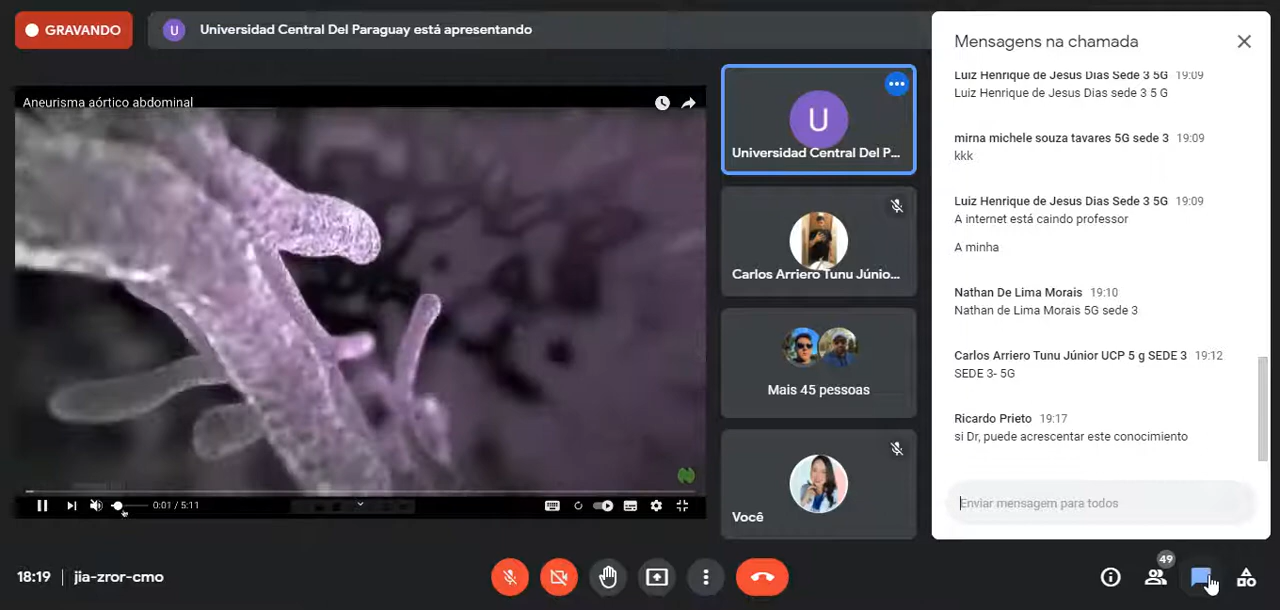 GRAVANDO
U
Universidad Central Del Paraguay está apresentando
Aneurisma aórtico abdominal
0:01 / 5:11
U
Universidad Central Del P...
Carlos Arriero Tunu Júnio...
Mais 45 pessoas
Você
Mensagens na chamada
Luiz Henrique de Jesus Dias Sede 3 5G 19:09
Luiz Henrique de Jesus Dias sede 3 5 G
mirna michele souza tavares 5G sede 3 19:09
kkk
Luiz Henrique de Jesus Dias Sede 3 5G 19:09
A internet está caindo professor
A minha
Nathan De Lima Morais 19:10
Nathan de Lima Morais 5G sede 3
Carlos Arriero Tunu Júnior UCP 5 g SEDE 3 19:12
SEDE 3- 5G
Ricardo Prieto 19:17
si Dr, puede acrescentar este conocimiento
Enviar mensagem para todos
18:19 | jia-zror-cmo
49